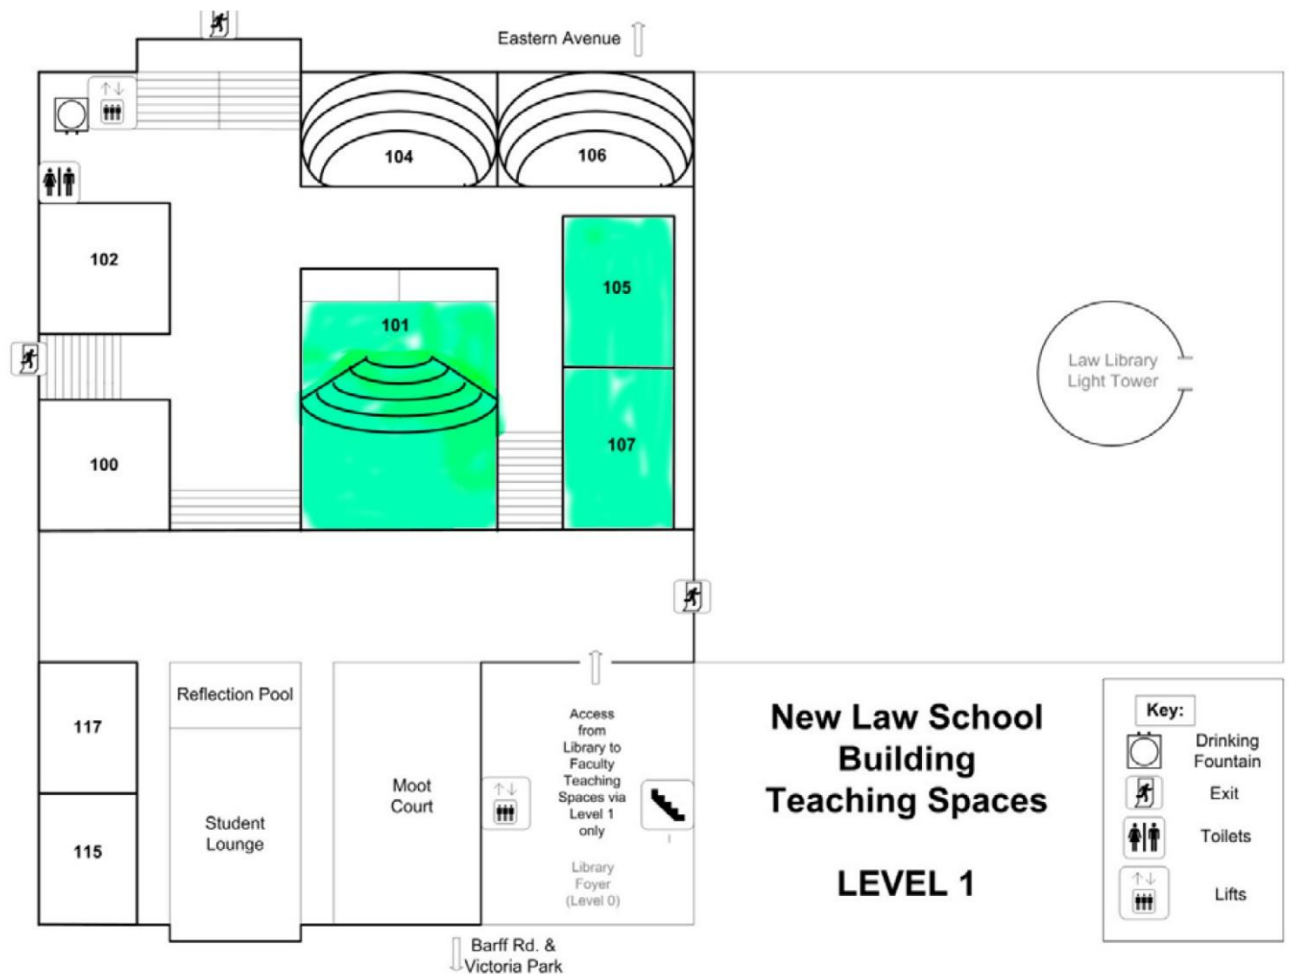 Eastern Avenue
104
106
102
105
101
Law Library
Light Tower
107
100
Reflection Pool
117
Access
from
Library to
Faculty
Teaching
Spaces via
Level 1
only
Moot
Court
Student
Lounge
115
Library
Foyer
(Level 0)
Barff Rd. &
Victoria Park
New Law School
Building
Teaching Spaces
LEVEL 1
Key:
Drinking
Fountain
Exit
Toilets
Lifts